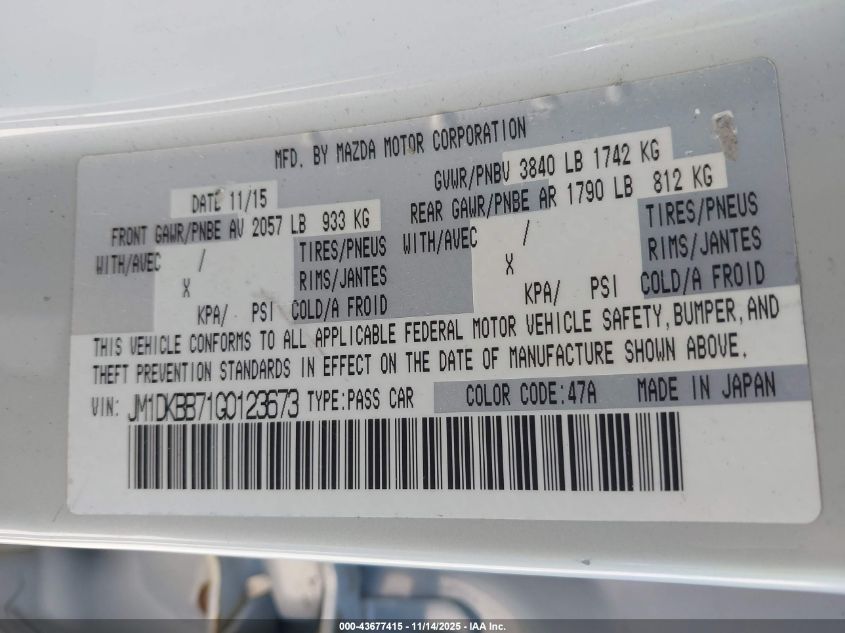 MFD. BY MAZDA MOTOR CORPORATION
DATE 11/15
GVWR/PNBV 3840 LB 1742 KG
FRONT GAWR/PNBE AV 2057 LB 933 KG
REAR GAWR/PNBE AR 1790 LB 812 KG
WITH/AVEC / TIRES/PNEUS
WITH/AVEC / TIRES/PNEUS
X RIMS/JANTES
X RIMS/JANTES
KPA/ PSI COLD/A FROID
KPA/ PSI COLD/A FROID
THIS VEHICLE CONFORMS TO ALL APPLICABLE FEDERAL MOTOR VEHICLE SAFETY, BUMPER, AND
THEFT PREVENTION STANDARDS IN EFFECT ON THE DATE OF MANUFACTURE SHOWN ABOVE.
VIN: JM1DKBB71G0123673 TYPE:PASS CAR COLOR CODE:47A MADE IN JAPAN
000-43677415 - 11/14/2025 - IAA Inc.